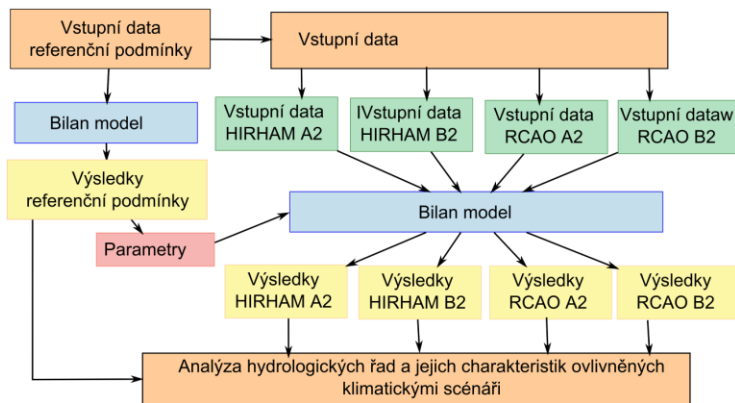 Vstupní data
referenční podmínky
Vstupní data
Vstupní data
HIRHAM A2
IVstupní data
HIRHAM B2
Vstupní data
RCAO A2
Vstupní dataw
RCAO B2
Bilan model
Výsledky
referenční podmínky
Bilan model
Parametry
Výsledky
HIRHAM A2
Výsledky
HIRHAM B2
Výsledky
RCAO A2
Výsledky
RCAO B2
Analýza hydrologických řad a jejich charakteristik ovlivněných
klimatickými scénáři